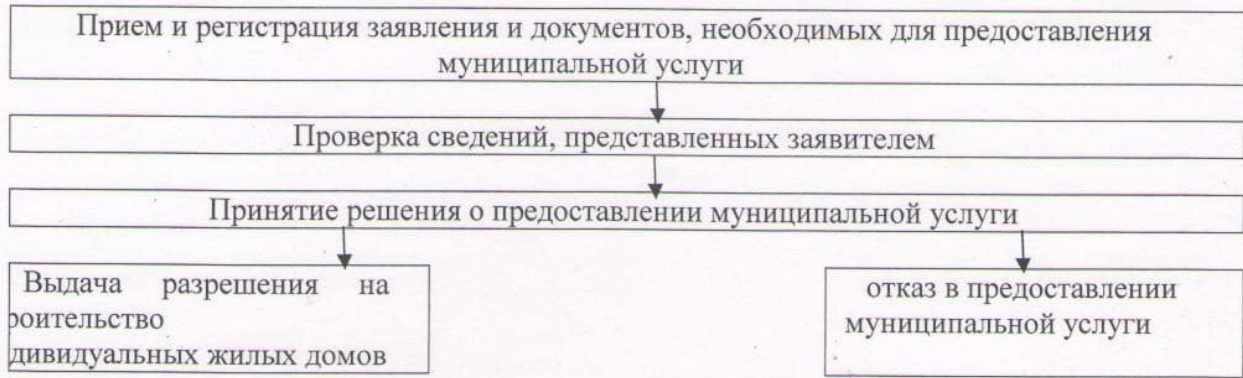 Прием и регистрация заявления и документов, необходимых для предоставления
муниципальной услуги
Проверка сведений, представленных заявителем
Принятие решения о предоставлении муниципальной услуги
Выдача разрешения на
роительство
дивидуальных жилых домов
отказ в предоставлении
муниципальной услуги